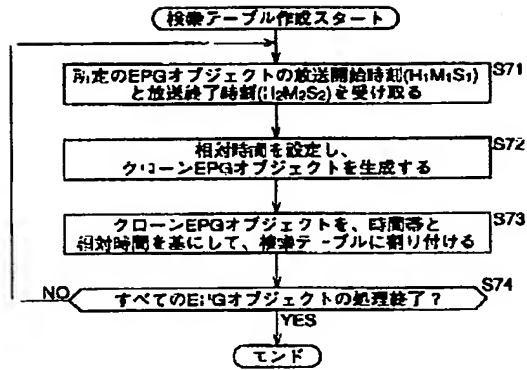 検索テーブル作成スタート
S71
所定のEPGオブジェクトの放送開始時刻(H1M1S1)
と放送終了時刻(H2M2S2)を受け取る
S72
相対時間を設定し、
クローンEPGオブジェクトを生成する
S73
クローンEPGオブジェクトを、時間帯と
相対時間を基にして、検索テーブルに割り付ける
S74
NO
すべてのEPGオブジェクトの処理終了?
YES
エンド